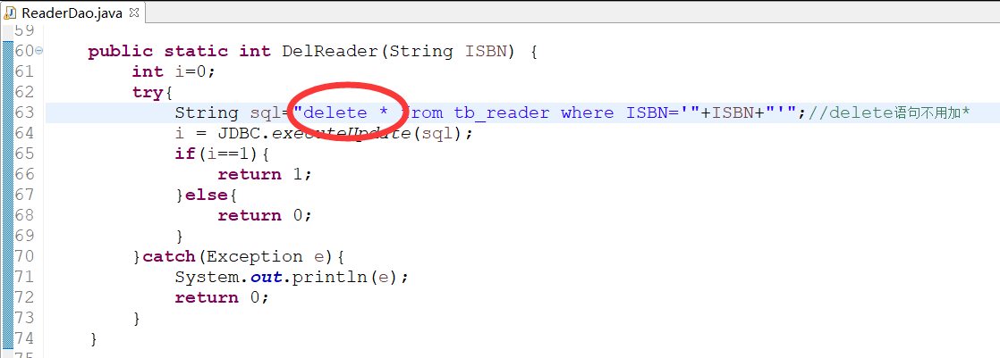 ReaderDao.java
59
60 public static int DelReader(String ISBN) {
61 int i=0;
62 try{
63 String sql="delete * from tb_reader where ISBN='"+ISBN+"'";//delete语句不用加*
64 i = JDBC.executeUpdate(sql);
65 if(i==1){
66 return 1;
67 }else{
68 return 0;
69 }
70 }catch(Exception e){
71 System.out.println(e);
72 return 0;
73 }
74 }
75